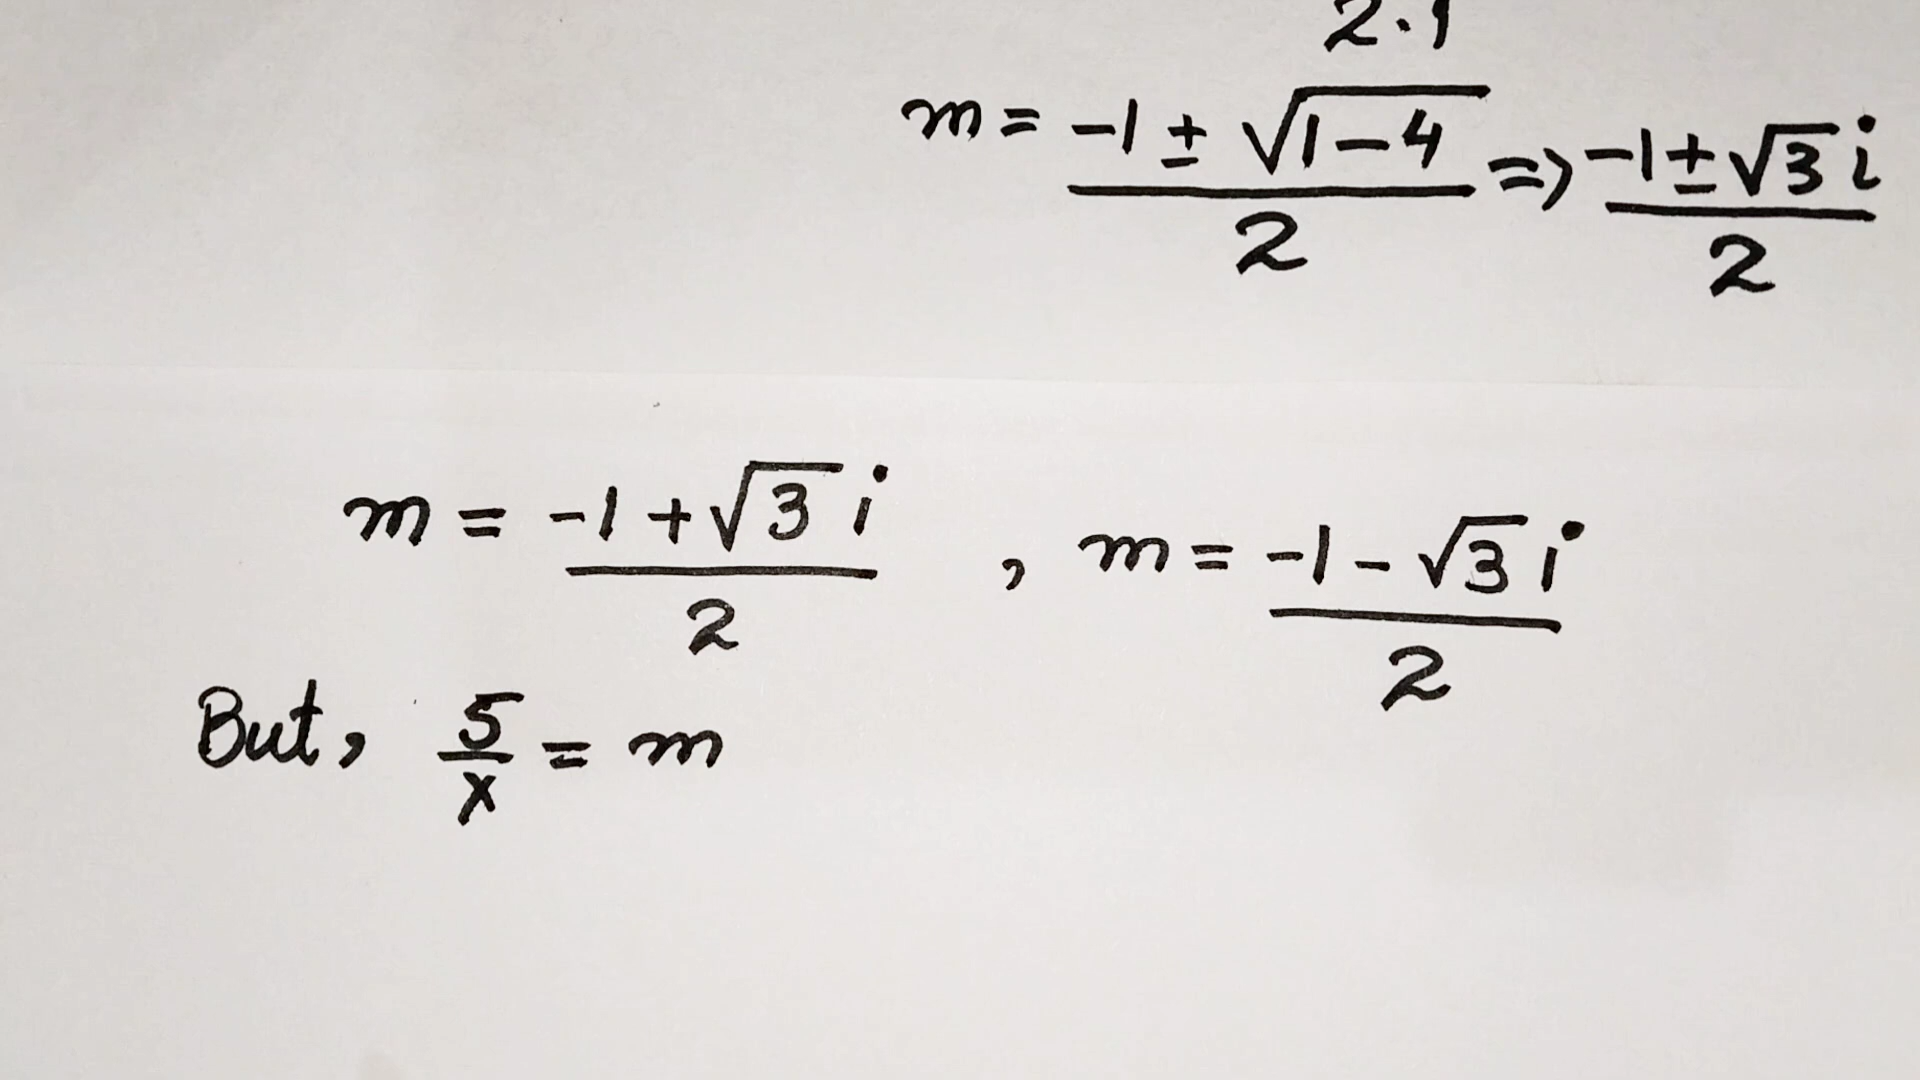 2·1
m = (-1 ± √(1-4))/2 => (-1 ± √3 i)/2
m = (-1 + √3 i)/2 , m = (-1 - √3 i)/2
But, 5/x = m